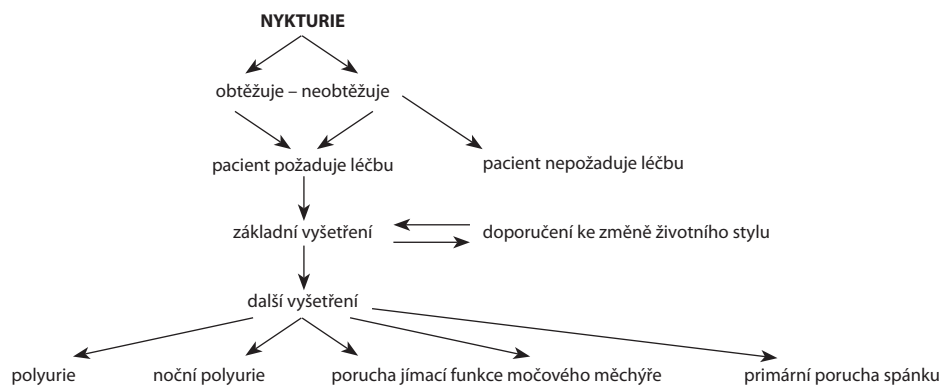 NYKTURIE
obtěžuje – neobtěžuje
pacient požaduje léčbu
pacient nepožaduje léčbu
základní vyšetření
doporučení ke změně životního stylu
další vyšetření
polyurie
noční polyurie
porucha jímací funkce močového měchýře
primární porucha spánku